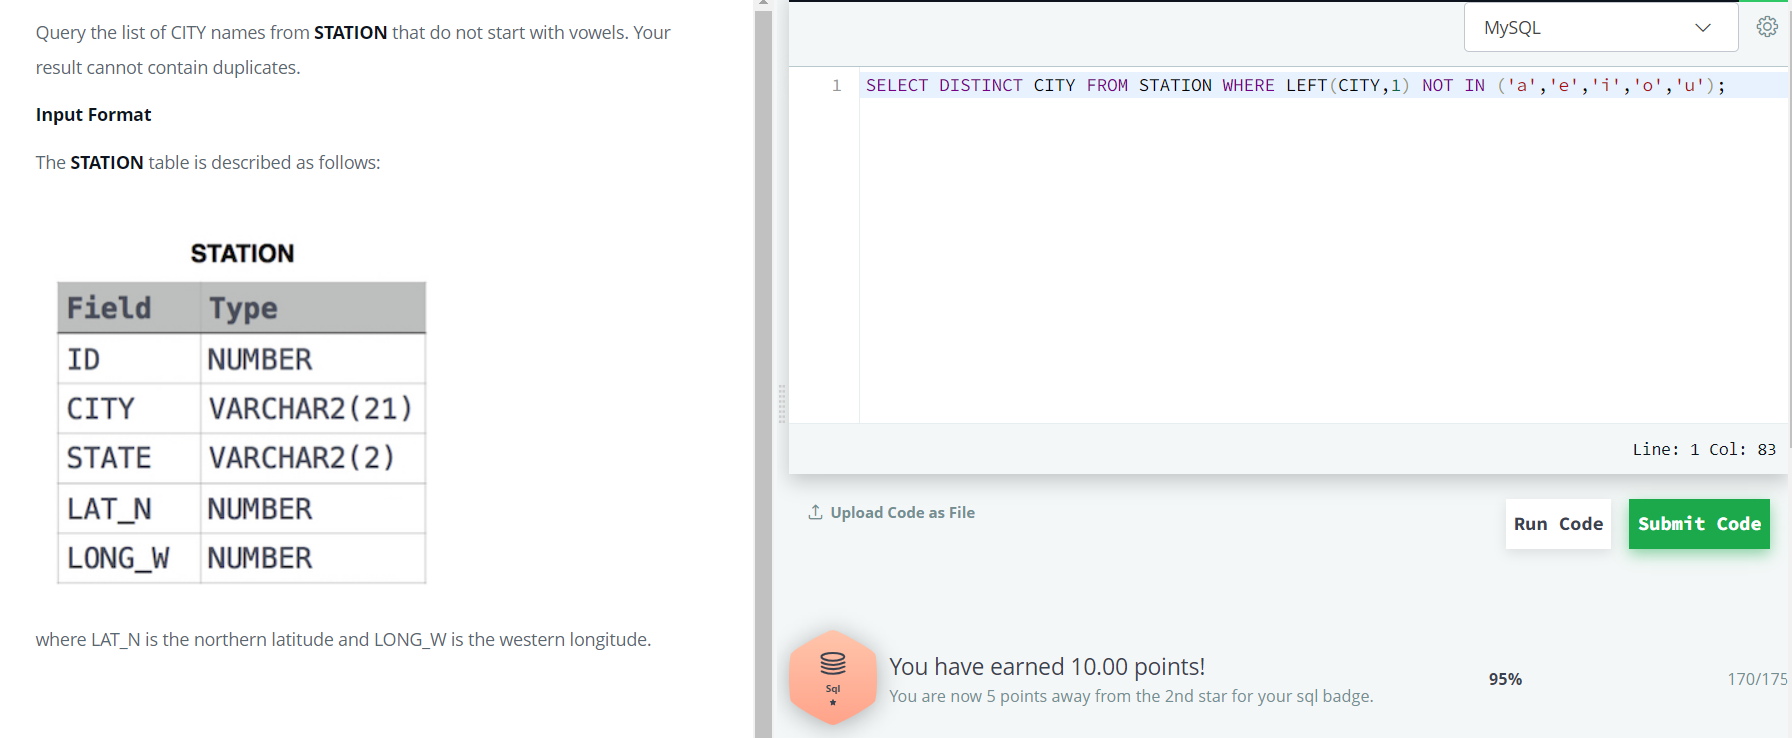 Query the list of CITY names from STATION that do not start with vowels. Your
result cannot contain duplicates.
Input Format
The STATION table is described as follows:
STATION
Field Type
ID NUMBER
CITY VARCHAR2(21)
STATE VARCHAR2(2)
LAT_N NUMBER
LONG_W NUMBER
where LAT_N is the northern latitude and LONG_W is the western longitude.
MySQL
1 SELECT DISTINCT CITY FROM STATION WHERE LEFT(CITY,1) NOT IN ('a','e','i','o','u');
Line: 1 Col: 83
Upload Code as File
Run Code
Submit Code
Sql
You have earned 10.00 points!
You are now 5 points away from the 2nd star for your sql badge.
95%
170/175